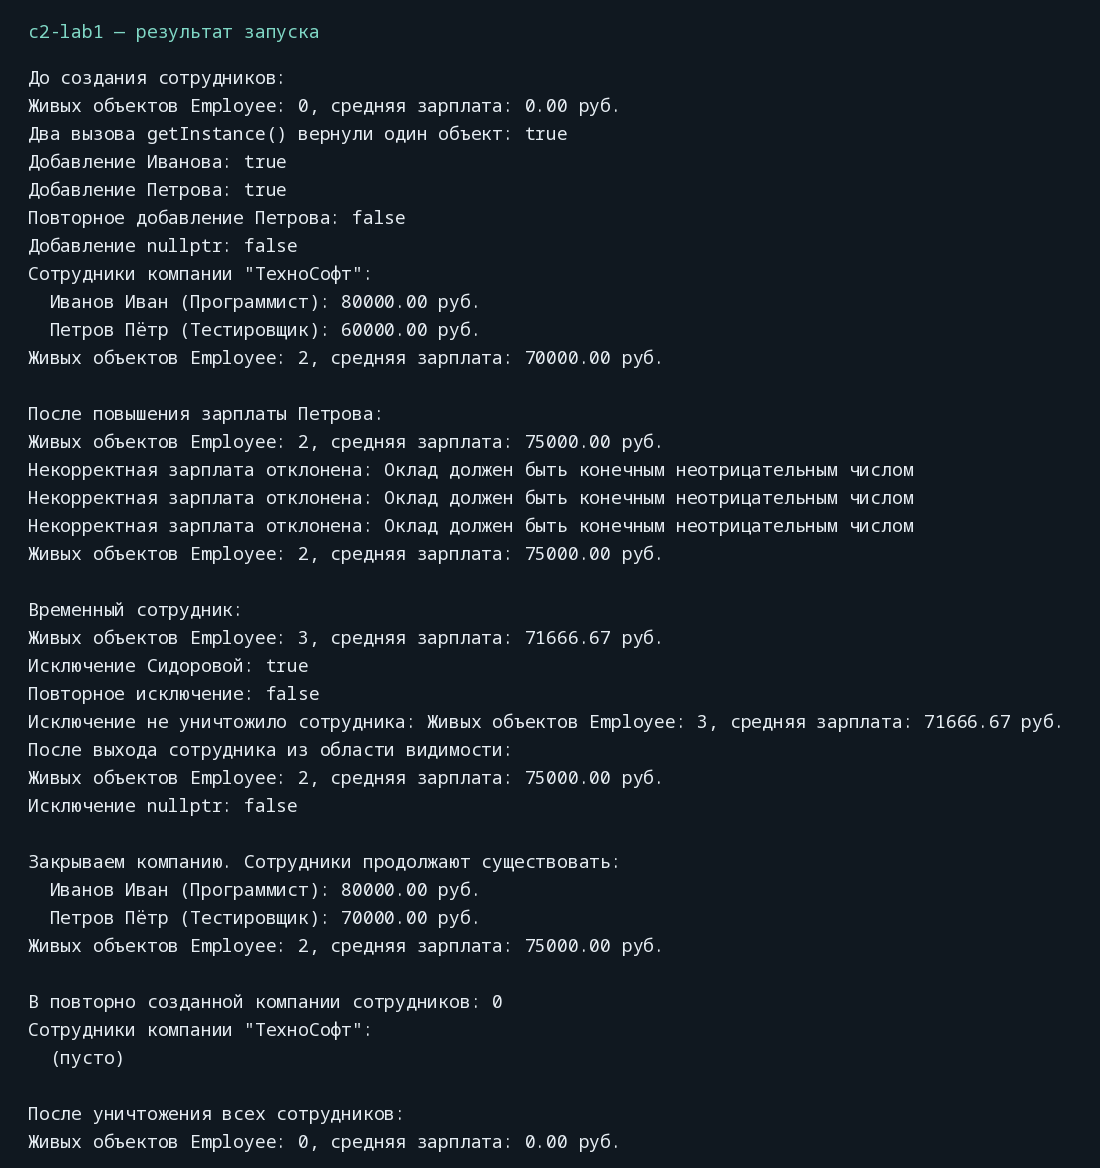 c2-lab1 — результат запуска
До создания сотрудников:
Живых объектов Employee: 0, средняя зарплата: 0.00 руб.
Два вызова getInstance() вернули один объект: true
Добавление Иванова: true
Добавление Петрова: true
Повторное добавление Петрова: false
Добавление nullptr: false
Сотрудники компании "ТехноСофт":
  Иванов Иван (Программист): 80000.00 руб.
  Петров Пётр (Тестировщик): 60000.00 руб.
Живых объектов Employee: 2, средняя зарплата: 70000.00 руб.

После повышения зарплаты Петрова:
Живых объектов Employee: 2, средняя зарплата: 75000.00 руб.
Некорректная зарплата отклонена: Оклад должен быть конечным неотрицательным числом
Некорректная зарплата отклонена: Оклад должен быть конечным неотрицательным числом
Некорректная зарплата отклонена: Оклад должен быть конечным неотрицательным числом
Живых объектов Employee: 2, средняя зарплата: 75000.00 руб.

Временный сотрудник:
Живых объектов Employee: 3, средняя зарплата: 71666.67 руб.
Исключение Сидоровой: true
Повторное исключение: false
Исключение не уничтожило сотрудника: Живых объектов Employee: 3, средняя зарплата: 71666.67 руб.
После выхода сотрудника из области видимости:
Живых объектов Employee: 2, средняя зарплата: 75000.00 руб.
Исключение nullptr: false

Закрываем компанию. Сотрудники продолжают существовать:
  Иванов Иван (Программист): 80000.00 руб.
  Петров Пётр (Тестировщик): 70000.00 руб.
Живых объектов Employee: 2, средняя зарплата: 75000.00 руб.

В повторно созданной компании сотрудников: 0
Сотрудники компании "ТехноСофт":
  (пусто)

После уничтожения всех сотрудников:
Живых объектов Employee: 0, средняя зарплата: 0.00 руб.